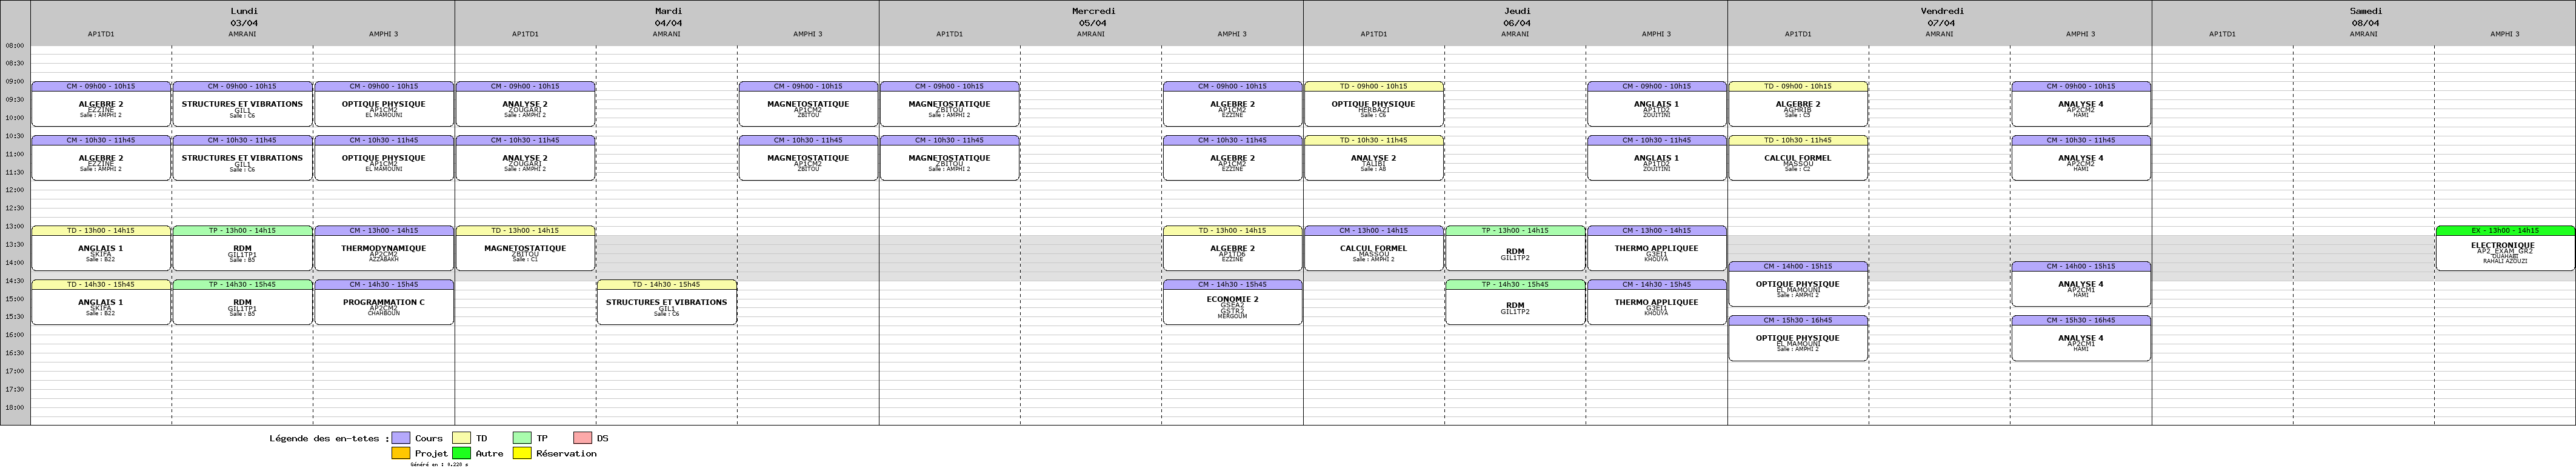 Lundi
03/04
AP1TD1 AMRANI AMPHI 3
Mardi
04/04
AP1TD1 AMRANI AMPHI 3
Mercredi
05/04
AP1TD1 AMRANI AMPHI 3
Jeudi
06/04
AP1TD1 AMRANI AMPHI 3
Vendredi
07/04
AP1TD1 AMRANI AMPHI 3
Samedi
08/04
AP1TD1 AMRANI AMPHI 3
08:00
08:30
09:00
09:30
10:00
10:30
11:00
11:30
12:00
12:30
13:00
13:30
14:00
14:30
15:00
15:30
16:00
16:30
17:00
17:30
18:00
CM - 09h00 - 10h15
ALGEBRE 2
EZZINE
Salle : AMPHI 2
CM - 10h30 - 11h45
ALGEBRE 2
EZZINE
Salle : AMPHI 2
TD - 13h00 - 14h15
ANGLAIS 1
SKIFA
Salle : B22
TD - 14h30 - 15h45
ANGLAIS 1
SKIFA
Salle : B22
CM - 09h00 - 10h15
STRUCTURES ET VIBRATIONS
GIL1
Salle : C6
CM - 10h30 - 11h45
STRUCTURES ET VIBRATIONS
GIL1
Salle : C6
TP - 13h00 - 14h15
RDM
GIL1TP1
Salle : B5
TP - 14h30 - 15h45
RDM
GIL1TP1
Salle : B5
CM - 09h00 - 10h15
OPTIQUE PHYSIQUE
AP1CM2
EL MAMOUNI
CM - 10h30 - 11h45
OPTIQUE PHYSIQUE
AP1CM2
EL MAMOUNI
CM - 13h00 - 14h15
THERMODYNAMIQUE
AP2CM2
AZZABAKH
CM - 14h30 - 15h45
PROGRAMMATION C
AP2CM2
CHAHBOUN
CM - 09h00 - 10h15
ANALYSE 2
ZOUGARI
Salle : AMPHI 2
CM - 10h30 - 11h45
ANALYSE 2
ZOUGARI
Salle : AMPHI 2
TD - 13h00 - 14h15
MAGNETOSTATIQUE
ZBITOU
Salle : C1
TD - 14h30 - 15h45
STRUCTURES ET VIBRATIONS
GIL1
Salle : C6
CM - 09h00 - 10h15
MAGNETOSTATIQUE
AP1CM2
ZBITOU
CM - 10h30 - 11h45
MAGNETOSTATIQUE
AP1CM2
ZBITOU
CM - 09h00 - 10h15
MAGNETOSTATIQUE
ZBITOU
Salle : AMPHI 2
CM - 10h30 - 11h45
MAGNETOSTATIQUE
ZBITOU
Salle : AMPHI 2
CM - 09h00 - 10h15
ALGEBRE 2
AP1CM2
EZZINE
CM - 10h30 - 11h45
ALGEBRE 2
AP1CM2
EZZINE
TD - 13h00 - 14h15
ALGEBRE 2
AP1TD6
EZZINE
CM - 14h30 - 15h45
ECONOMIE 2
GSEA2
GSTR2
MERGOUM
TD - 09h00 - 10h15
OPTIQUE PHYSIQUE
HERBAZI
Salle : C6
TD - 10h30 - 11h45
ANALYSE 2
TALIBI
Salle : A8
CM - 13h00 - 14h15
CALCUL FORMEL
MASSOU
Salle : AMPHI 2
TP - 13h00 - 14h15
RDM
GIL1TP2
TP - 14h30 - 15h45
RDM
GIL1TP2
CM - 09h00 - 10h15
ANGLAIS 1
AP1TD2
ZOUITINI
CM - 10h30 - 11h45
ANGLAIS 1
AP1TD2
ZOUITINI
CM - 13h00 - 14h15
THERMO APPLIQUEE
G3EI1
KHOUYA
CM - 14h30 - 15h45
THERMO APPLIQUEE
G3EI1
KHOUYA
TD - 09h00 - 10h15
ALGEBRE 2
AGHRIB
Salle : C5
TD - 10h30 - 11h45
CALCUL FORMEL
MASSOU
Salle : C2
CM - 14h00 - 15h15
OPTIQUE PHYSIQUE
EL MAMOUNI
Salle : AMPHI 2
CM - 15h30 - 16h45
OPTIQUE PHYSIQUE
EL MAMOUNI
Salle : AMPHI 2
CM - 09h00 - 10h15
ANALYSE 4
AP2CM2
HAMI
CM - 10h30 - 11h45
ANALYSE 4
AP2CM2
HAMI
CM - 14h00 - 15h15
ANALYSE 4
AP2CM1
HAMI
CM - 15h30 - 16h45
ANALYSE 4
AP2CM1
HAMI
EX - 13h00 - 14h15
ELECTRONIQUE
AP2_EXAM_GR2
OUAHABI
RAHALI AZOUZI
Légende des en-tetes : Cours TD TP DS
Projet Autre Réservation
Généré en : 0.220 s